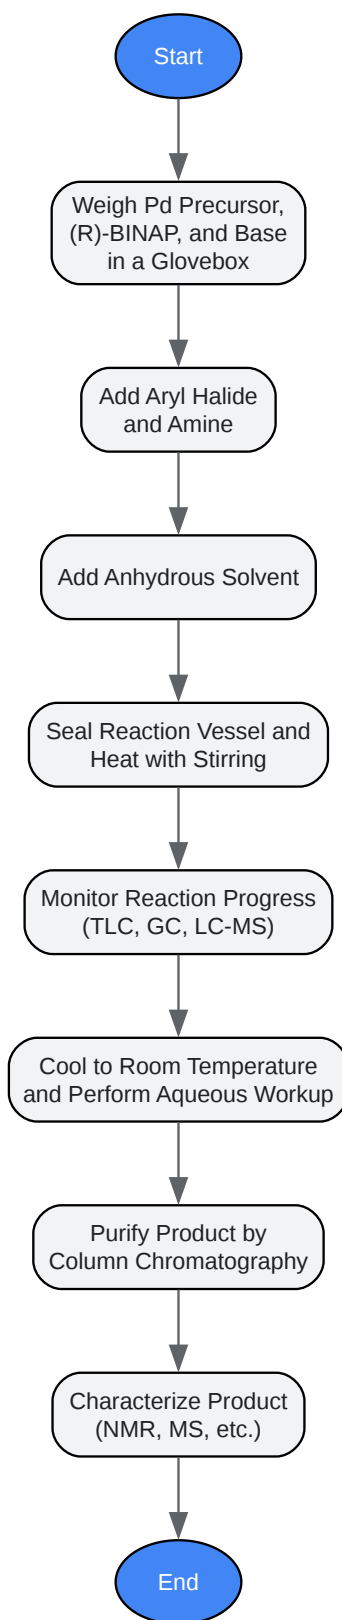 Start
Weigh Pd Precursor,
(R)-BINAP, and Base
in a Glovebox
Add Aryl Halide
and Amine
Add Anhydrous Solvent
Seal Reaction Vessel and
Heat with Stirring
Monitor Reaction Progress
(TLC, GC, LC-MS)
Cool to Room Temperature
and Perform Aqueous Workup
Purify Product by
Column Chromatography
Characterize Product
(NMR, MS, etc.)
End